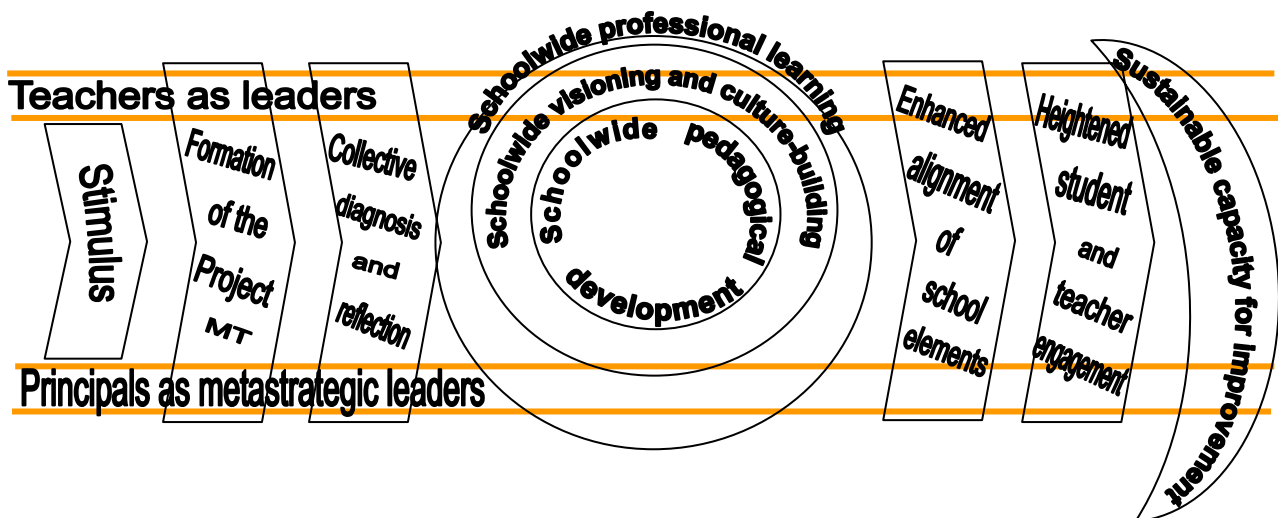 Teachers as leaders
Stimulus
Formation
of the
Project
MT
Collective
diagnosis
and
reflection
Schoolwide professional learning
Schoolwide visioning and culture-building
Schoolwide pedagogical
development
Enhanced
alignment
of
school
elements
Heightened
student
and
teacher
engagement
Sustainable capacity for improvement
Principals as metastrategic leaders